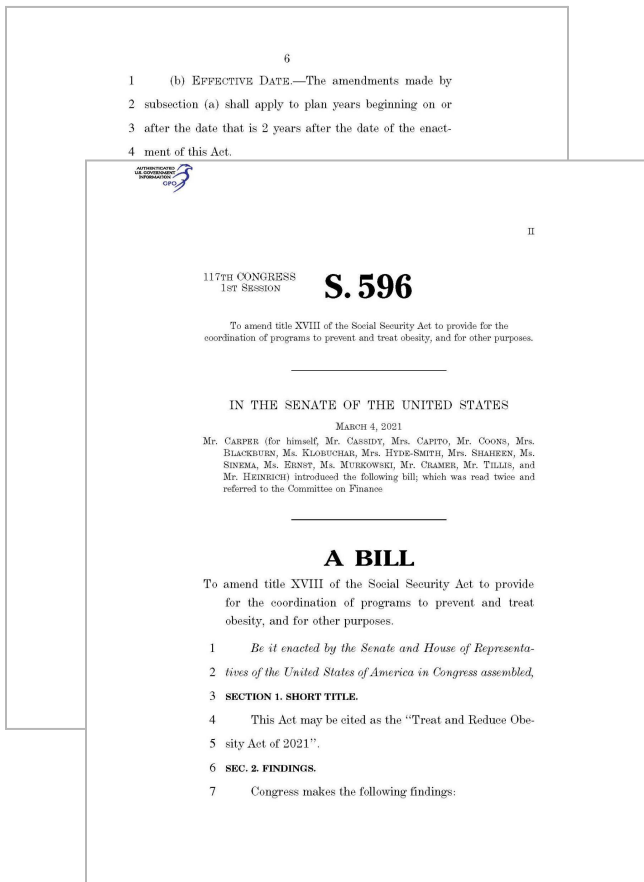 6
1 (b) EFFECTIVE DATE.—The amendments made by
2 subsection (a) shall apply to plan years beginning on or
3 after the date that is 2 years after the date of the enact-
4 ment of this Act.
AUTHENTICATED
U.S. GOVERNMENT
INFORMATION
GPO
II
117TH CONGRESS
1ST SESSION
S. 596
To amend title XVIII of the Social Security Act to provide for the
coordination of programs to prevent and treat obesity, and for other purposes.
IN THE SENATE OF THE UNITED STATES
MARCH 4, 2021
Mr. CARPER (for himself, Mr. CASSIDY, Mrs. CAPITO, Mr. COONS, Mrs.
BLACKBURN, Ms. KLOBUCHAR, Mrs. HYDE-SMITH, Mrs. SHAHEEN, Ms.
SINEMA, Ms. ERNST, Ms. MURKOWSKI, Mr. CRAMER, Mr. TILLIS, and
Mr. HEINRICH) introduced the following bill; which was read twice and
referred to the Committee on Finance
A BILL
To amend title XVIII of the Social Security Act to provide
for the coordination of programs to prevent and treat
obesity, and for other purposes.
1 Be it enacted by the Senate and House of Representa-
2 tives of the United States of America in Congress assembled,
3 SECTION 1. SHORT TITLE.
4 This Act may be cited as the ‘‘Treat and Reduce Obe-
5 sity Act of 2021’’.
6 SEC. 2. FINDINGS.
7 Congress makes the following findings: